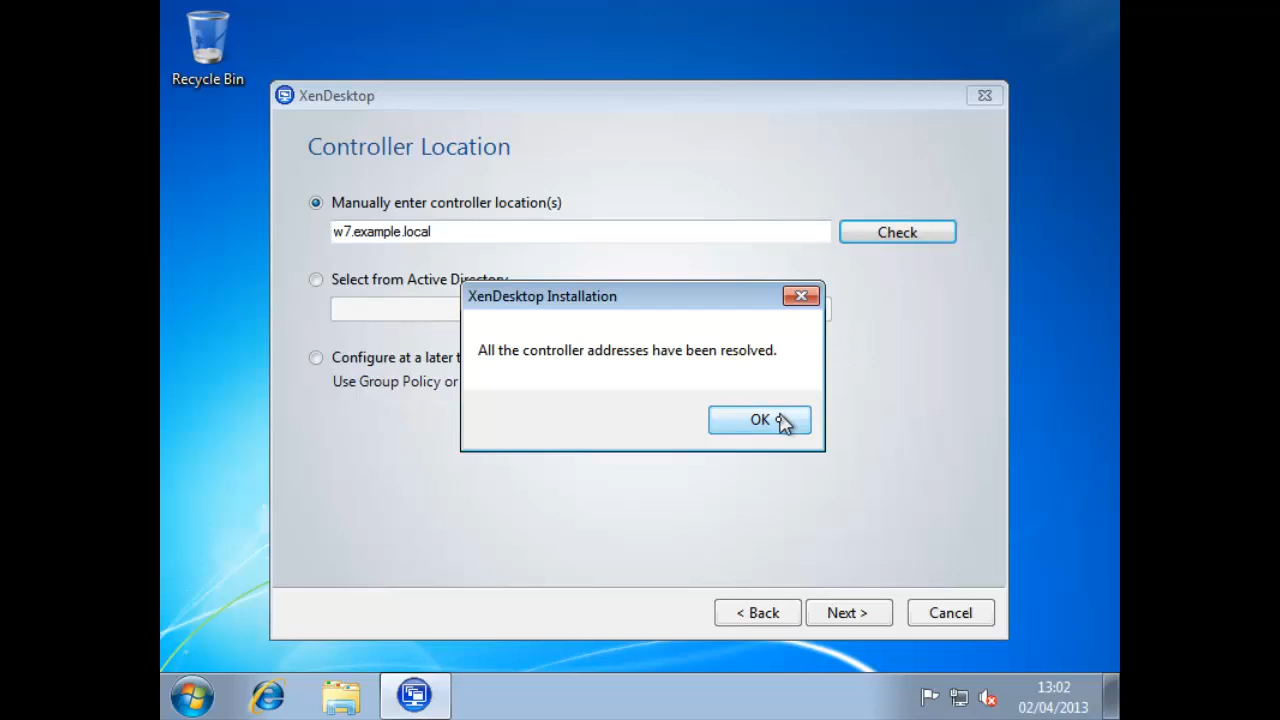 Recycle Bin
XenDesktop
Controller Location
Manually enter controller location(s)
w7.example.local
Check
Select from Active Directory
XenDesktop Installation
All the controller addresses have been resolved.
OK
Configure at a later t
Use Group Policy or
< Back
Next >
Cancel
13:02
02/04/2013